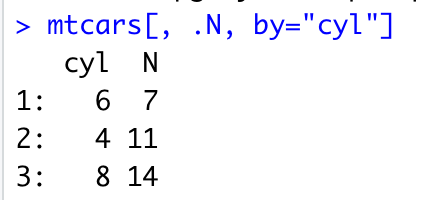 > mtcars[, .N, by="cyl"]
   cyl  N
1:   6  7
2:   4 11
3:   8 14